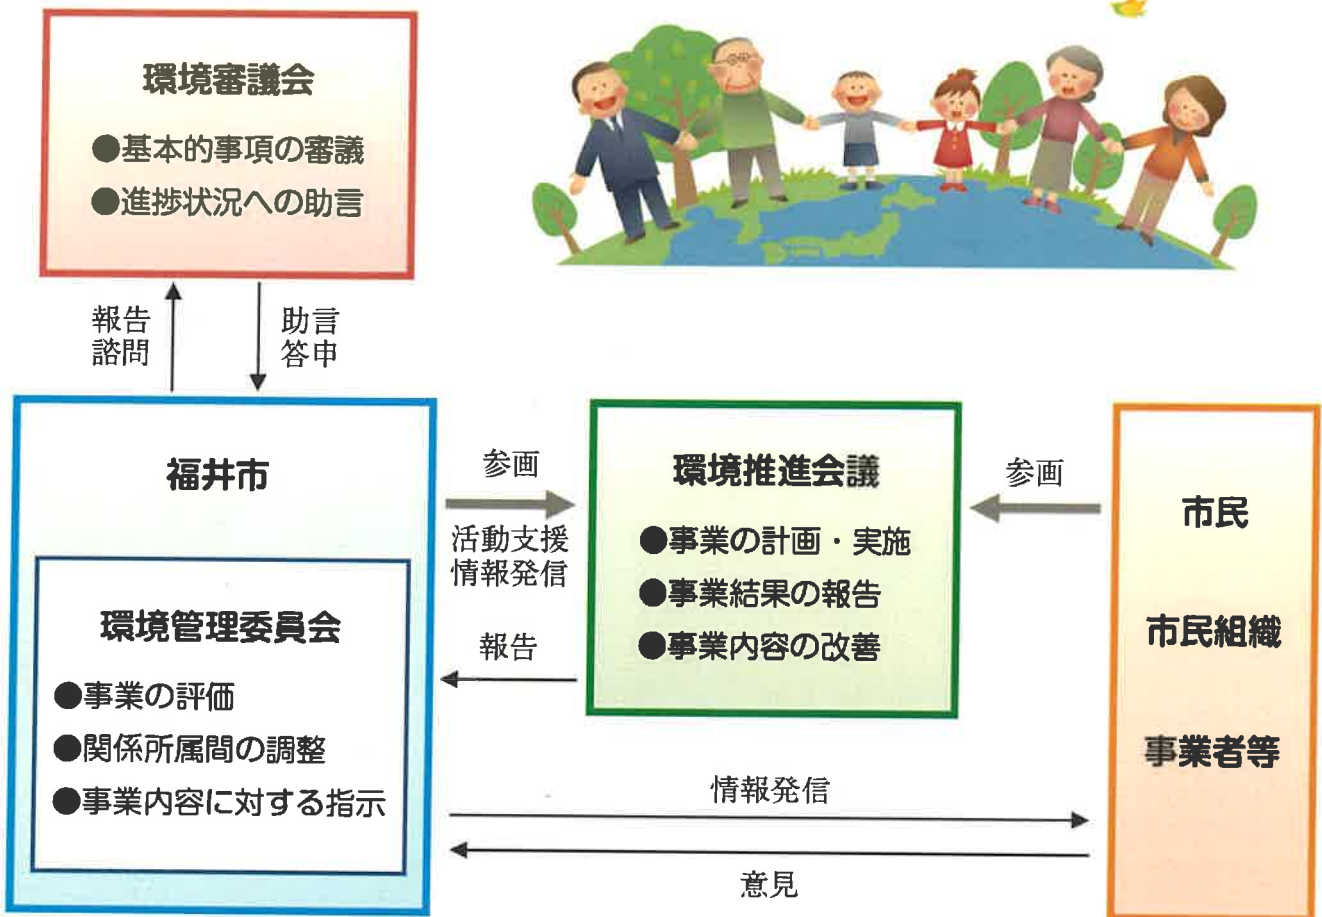 環境審議会
●基本的事項の審議
●進捗状況への助言
報告
諮問
助言
答申
福井市
環境管理委員会
●事業の評価
●関係所属間の調整
●事業内容に対する指示
参画
活動支援
情報発信
報告
環境推進会議
●事業の計画・実施
●事業結果の報告
●事業内容の改善
参画
市民
市民組織
事業者等
情報発信
意見